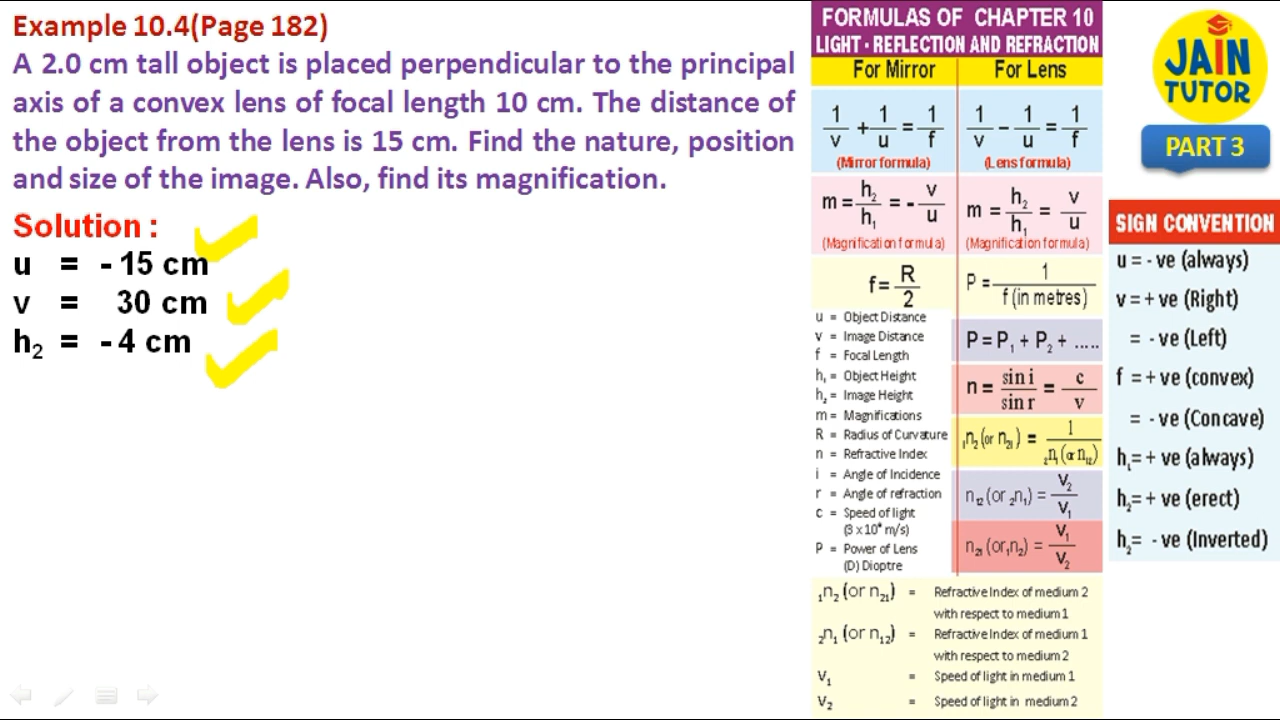 Example 10.4(Page 182)
A 2.0 cm tall object is placed perpendicular to the principal
axis of a convex lens of focal length 10 cm. The distance of
the object from the lens is 15 cm. Find the nature, position
and size of the image. Also, find its magnification.
Solution :
u = - 15 cm
v = 30 cm
h₂ = - 4 cm
FORMULAS OF CHAPTER 10
LIGHT - REFLECTION AND REFRACTION
For Mirror For Lens
1/v + 1/u = 1/f 1/v − 1/u = 1/f
(Mirror formula) (Lens formula)
m = h₂/h₁ = - v/u m = h₂/h₁ = v/u
(Magnification formula) (Magnification formula)
f = R/2 P = 1/f (in metres)
P = P₁ + P₂ + .....
n = sin i/sin r = c/v
₁n₂ (or n₂₁) = 1/₂n₁ (or n₁₂)
n₁₂ (or ₂n₁) = V₂/V₁
n₂₁ (or ₁n₂) = V₁/V₂
u = Object Distance
v = Image Distance
f = Focal Length
h₁ = Object Height
h₂ = Image Height
m = Magnifications
R = Radius of Curvature
n = Refractive Index
i = Angle of Incidence
r = Angle of refraction
c = Speed of light
(3 x 10⁸ m/s)
P = Power of Lens
(D) Dioptre
₁n₂ (or n₂₁) = Refractive Index of medium 2
with respect to medium 1
₂n₁ (or n₁₂) = Refractive Index of medium 1
with respect to medium 2
V₁ = Speed of light in medium 1
V₂ = Speed of light in medium 2
JAIN
TUTOR
PART 3
SIGN CONVENTION
u = - ve (always)
v = + ve (Right)
= - ve (Left)
f = + ve (convex)
= - ve (Concave)
h₁ = + ve (always)
h₂ = + ve (erect)
h₂ = - ve (Inverted)